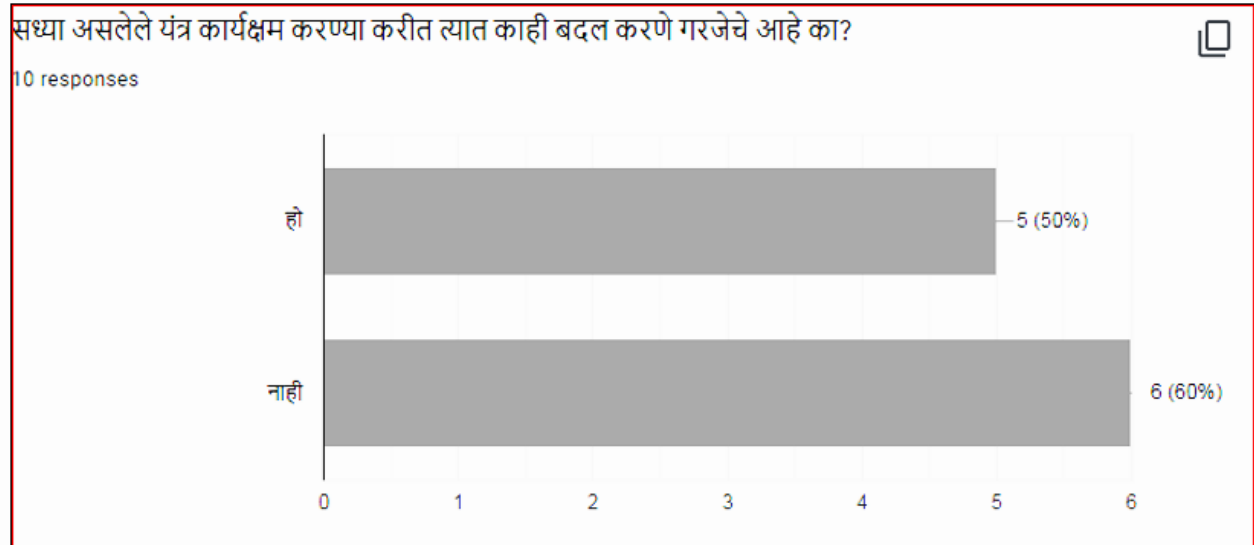 सध्या असलेले यंत्र कार्यक्षम करण्या करीत त्यात काही बदल करणे गरजेचे आहे का?
10 responses
हो
5 (50%)
नाही
6 (60%)
0 1 2 3 4 5 6